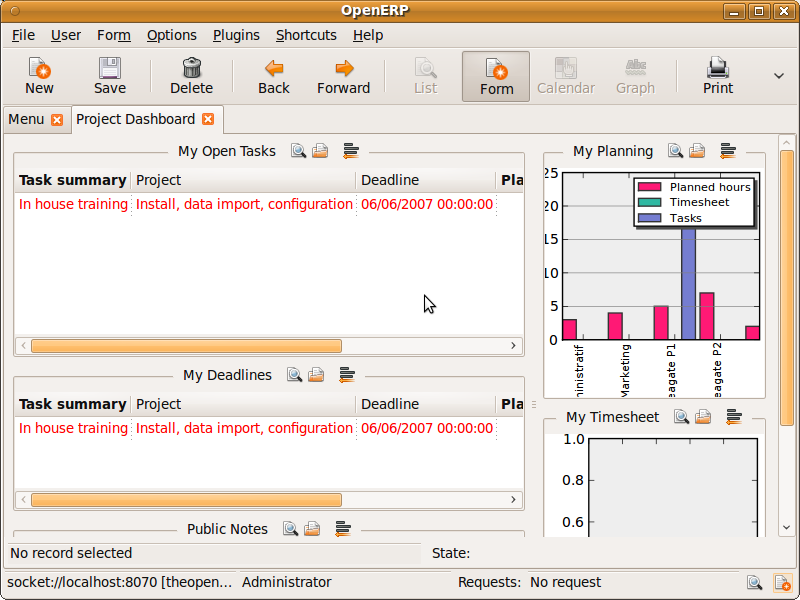 OpenERP
File User Form Options Plugins Shortcuts Help
New Save Delete Back Forward List Form Calendar Graph Print
Menu Project Dashboard
My Open Tasks
Task summary Project Deadline Pla
In house training Install, data import, configuration 06/06/2007 00:00:00
My Deadlines
Task summary Project Deadline Pla
In house training Install, data import, configuration 06/06/2007 00:00:00
Public Notes
My Planning
25
20
15
10
5
0
Planned hours
Timesheet
Tasks
ninistratif
Marketing
eagate P1
eagate P2
My Timesheet
1.0
0.8
0.6
No record selected State:
socket://localhost:8070 [theopen... Administrator Requests: No request